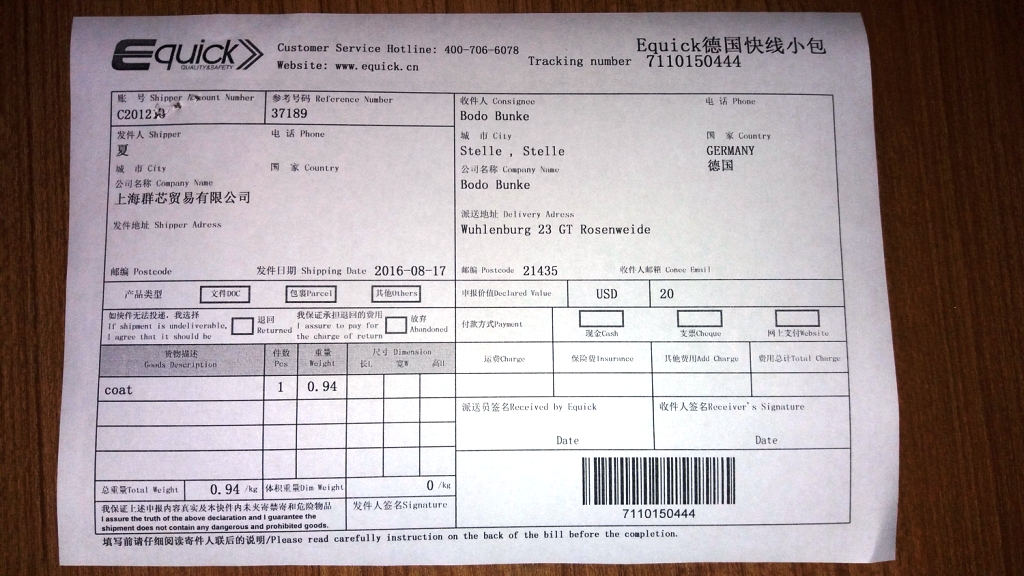 Equick
QUALITY&SAFETY
Customer Service Hotline: 400-706-6078
Website: www.equick.cn
Equick德国快线小包
Tracking number 7110150444
账 号 Shipper Account Number
C2012
参考号码 Reference Number
37189
发件人 Shipper
电 话 Phone
夏
城 市 City
国 家 Country
公司名称 Company Name
上海群芯贸易有限公司
发件地址 Shipper Adress
邮编 Postcode
发件日期 Shipping Date 2016-08-17
收件人 Consignee
电 话 Phone
Bodo Bunke
城 市 City
国 家 Country
Stelle , Stelle
GERMANY
德国
公司名称 Company Name
Bodo Bunke
派送地址 Delivery Adress
Wuhlenburg 23 GT Rosenweide
邮编 Postcode 21435
收件人邮箱 Conee Email
产品类型
文件DOC
包裹Parcel
其他Others
申报价值Declared Value
USD
20
如快件无法投递，我选择
If shipment is undeliverable,
I agree that it should be
退回
Returned
我保证承担退回的费用
I assure to pay for
the charge of return
放弃
Abandoned
付款方式Payment
现金Cash
支票Cheque
网上支付Website
货物描述
Goods Description
件数
Pcs
重量
Weight
尺寸 Dimension
长L
宽W
高H
运费Charge
保险费Insurance
其他费用Add Charge
费用总计Total Charge
coat
1
0.94
派送员签名Received by Equick
Date
收件人签名Receiver's Signature
Date
总重量Total Weight
0.94 /kg
体积重量Dim Weight
0 /kg
我保证上述申报内容真实及本快件内未夹寄禁寄和危险物品
I assure the truth of the above declaration and I guarantee the
shipment does not contain any dangerous and prohibited goods.
发件人签名Signature
7110150444
填写前请仔细阅读寄件人联后的说明/Please read carefully instruction on the back of the bill before the completion.